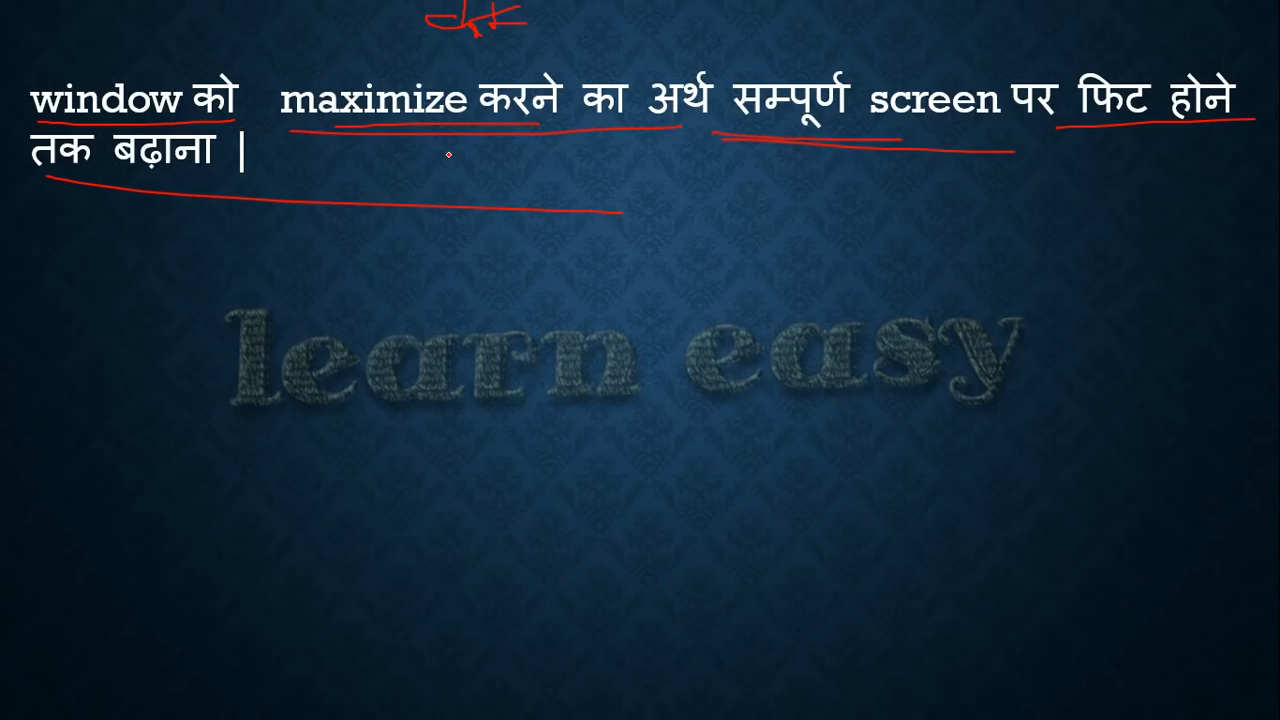 window को maximize करने का अर्थ सम्पूर्ण screen पर फिट होने
तक बढ़ाना |
learn easy